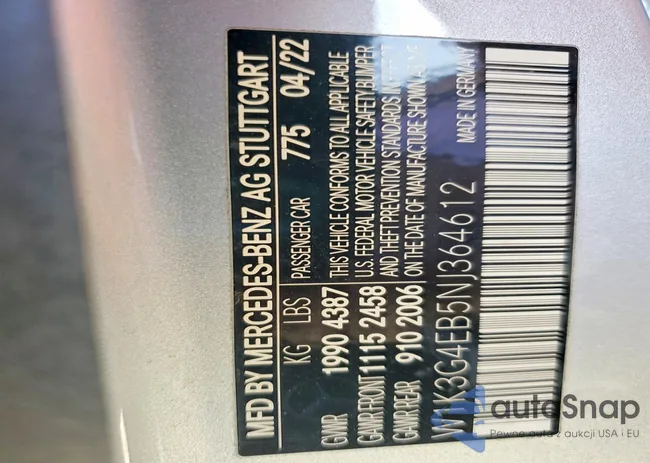 MFD BY MERCEDES-BENZ AG STUTTGART
KG LBS PASSENGER CAR 775 04/22
GVWR 1990 4387 THIS VEHICLE CONFORMS TO ALL APPLICABLE
GAWR-FRONT 1115 2458 U.S. FEDERAL MOTOR VEHICLE SAFETY, BUMPER
GAWR-REAR 910 2006 AND THEFT PREVENTION STANDARDS IN
ON THE DATE OF MANUFACTURE SHOWN ABOVE
W1K3G4EB5NJ364612 MADE IN GERMANY
autoSnap
Pewne auta z aukcji USA i EU